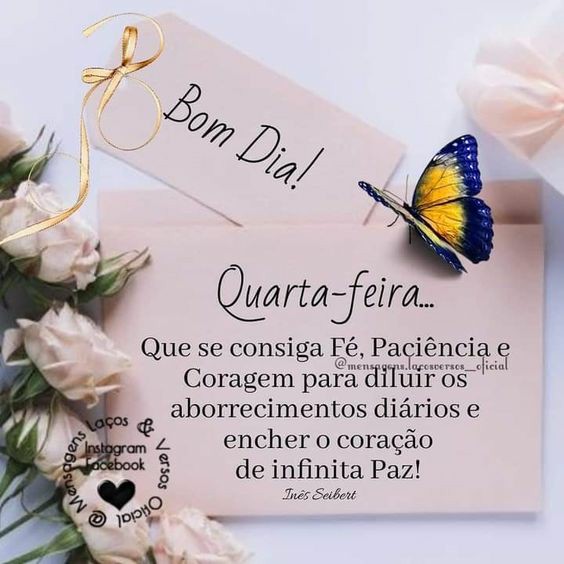 Bom Dia!
Quarta-feira...
Que se consiga Fé, Paciência e
@mensagens.laçosversos__oficial
Coragem para diluir os
aborrecimentos diários e
encher o coração
de infinita Paz!
Inês Seibert
@ Mensagens Laços & Versos Oficial
Instagram
Facebook